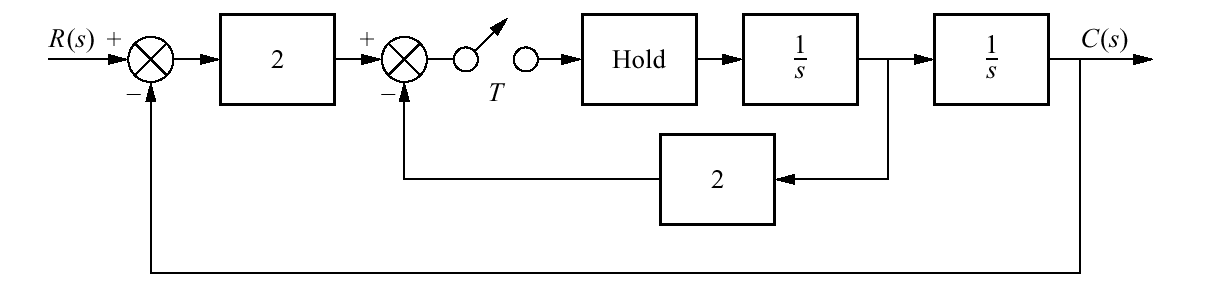 R(s) + 2 + Hold 1/s 1/s C(s)
− − T
2